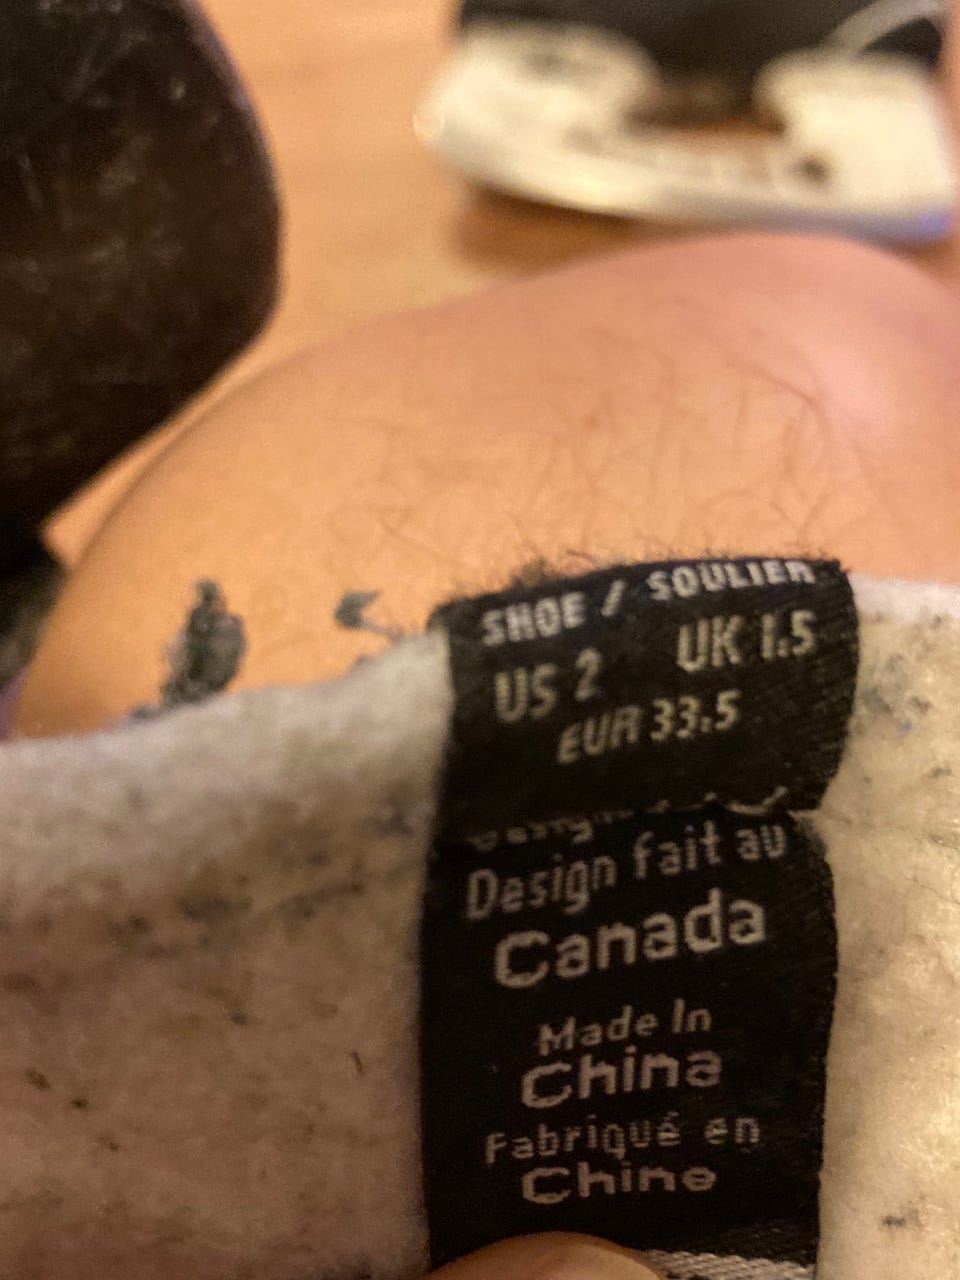 SHOE / SOULIER
US 2 UK 1.5
EUR 33.5
Design fait au
Canada
Made In
China
Fabriqué en
Chine